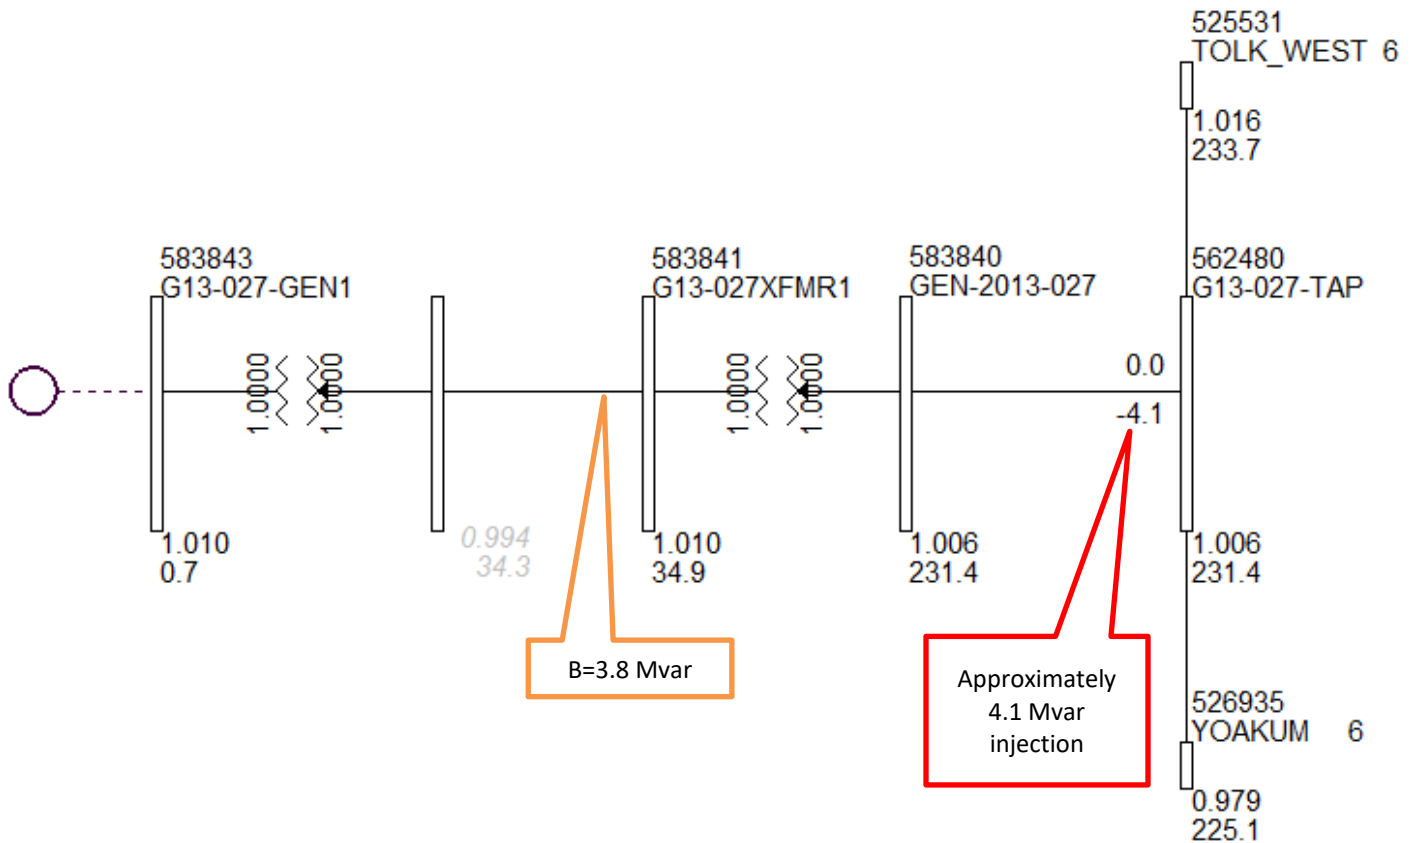 525531
TOLK_WEST 6
1.016
233.7
583843
G13-027-GEN1
583841
G13-027XFMR1
583840
GEN-2013-027
562480
G13-027-TAP
1.0000
1.0000
1.0000
1.0000
0.0
-4.1
1.010
0.7
0.994
34.3
1.010
34.9
1.006
231.4
1.006
231.4
B=3.8 Mvar
Approximately
4.1 Mvar
injection
526935
YOAKUM 6
0.979
225.1